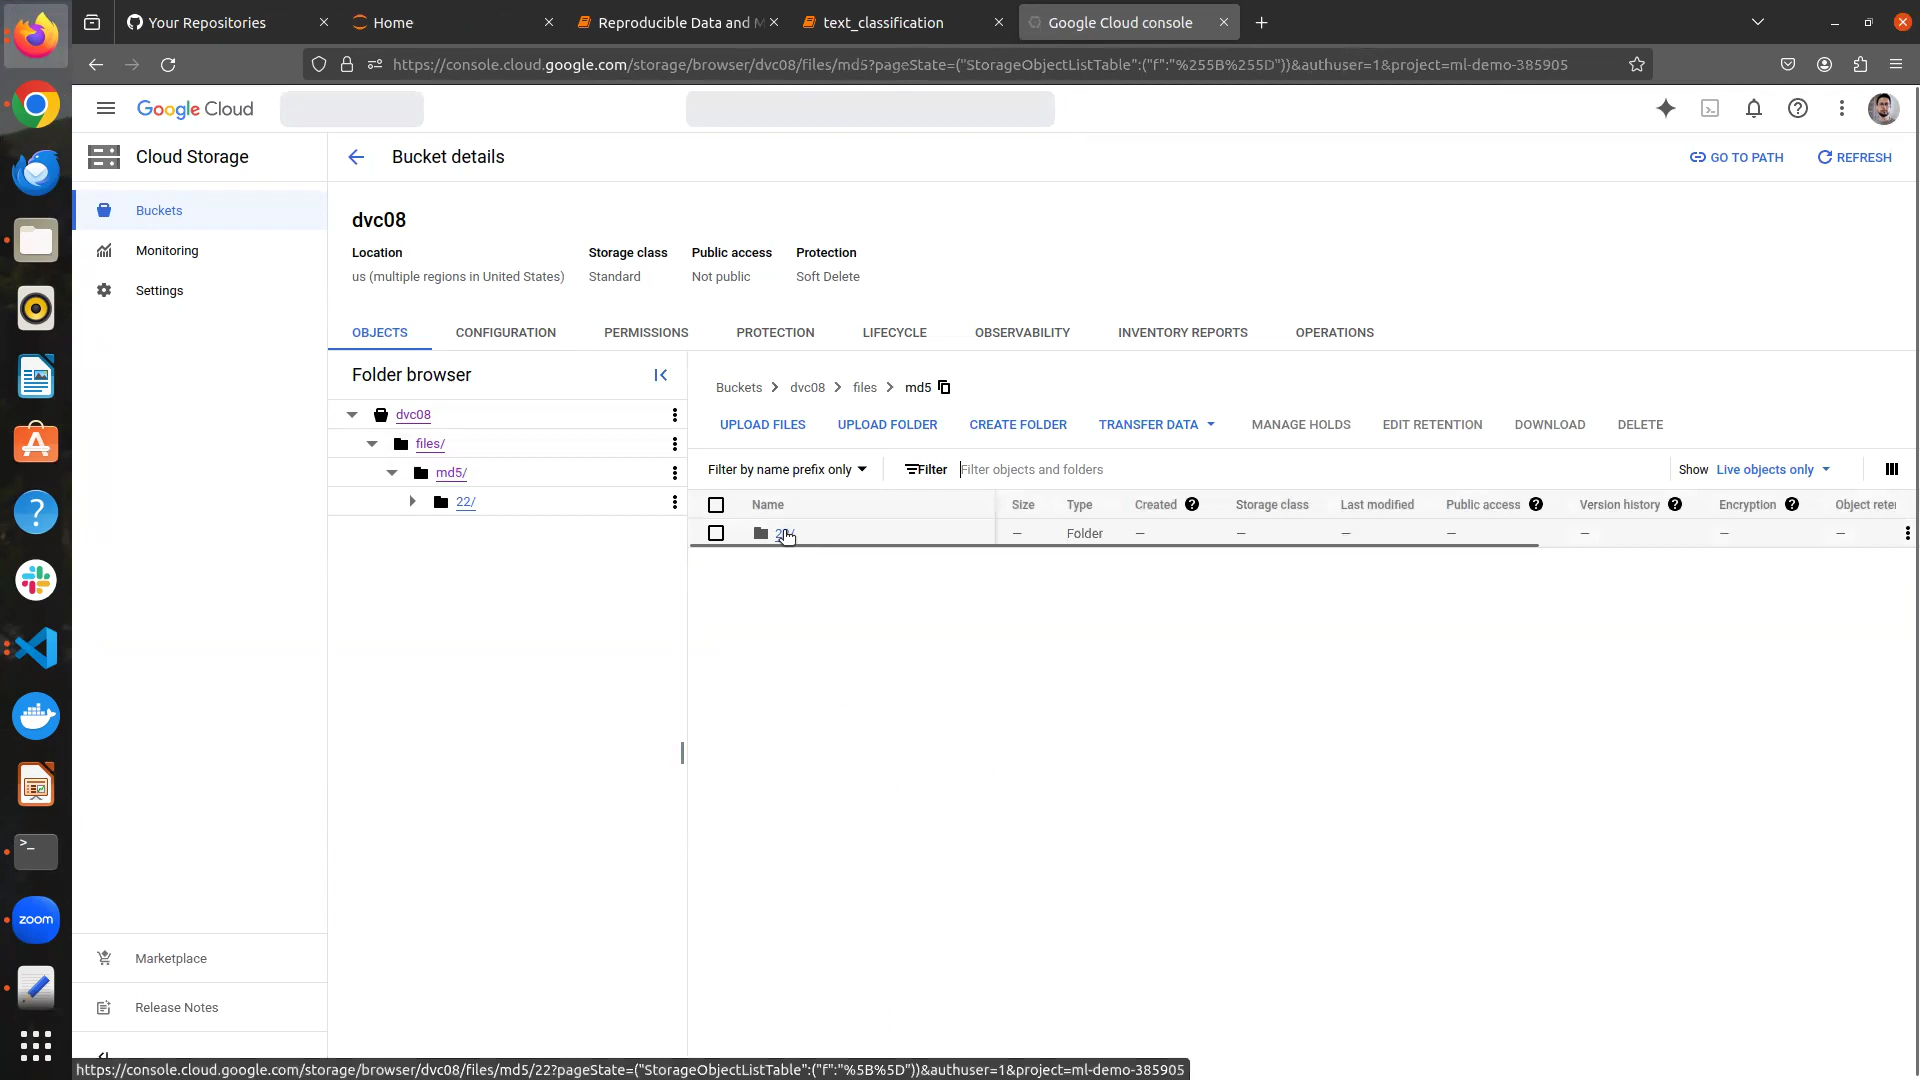 Your Repositories
Home
Reproducible Data and M
text_classification
Google Cloud console
https://console.cloud.google.com/storage/browser/dvc08/files/md5?pageState=("StorageObjectListTable":("f":"%255B%255D"))&authuser=1&project=ml-demo-385905
Google Cloud
Cloud Storage
Bucket details
GO TO PATH
REFRESH
Buckets
Monitoring
Settings
dvc08
Location
Storage class
Public access
Protection
us (multiple regions in United States)
Standard
Not public
Soft Delete
OBJECTS
CONFIGURATION
PERMISSIONS
PROTECTION
LIFECYCLE
OBSERVABILITY
INVENTORY REPORTS
OPERATIONS
Folder browser
dvc08
files/
md5/
22/
Buckets > dvc08 > files > md5
UPLOAD FILES
UPLOAD FOLDER
CREATE FOLDER
TRANSFER DATA
MANAGE HOLDS
EDIT RETENTION
DOWNLOAD
DELETE
Filter by name prefix only
Filter
Filter objects and folders
Show
Live objects only
Name
Size
Type
Created
Storage class
Last modified
Public access
Version history
Encryption
Object reten
— Folder — — — — — — —
Marketplace
Release Notes
zoom
https://console.cloud.google.com/storage/browser/dvc08/files/md5/22?pageState=("StorageObjectListTable":("f":"%5B%5D"))&authuser=1&project=ml-demo-385905